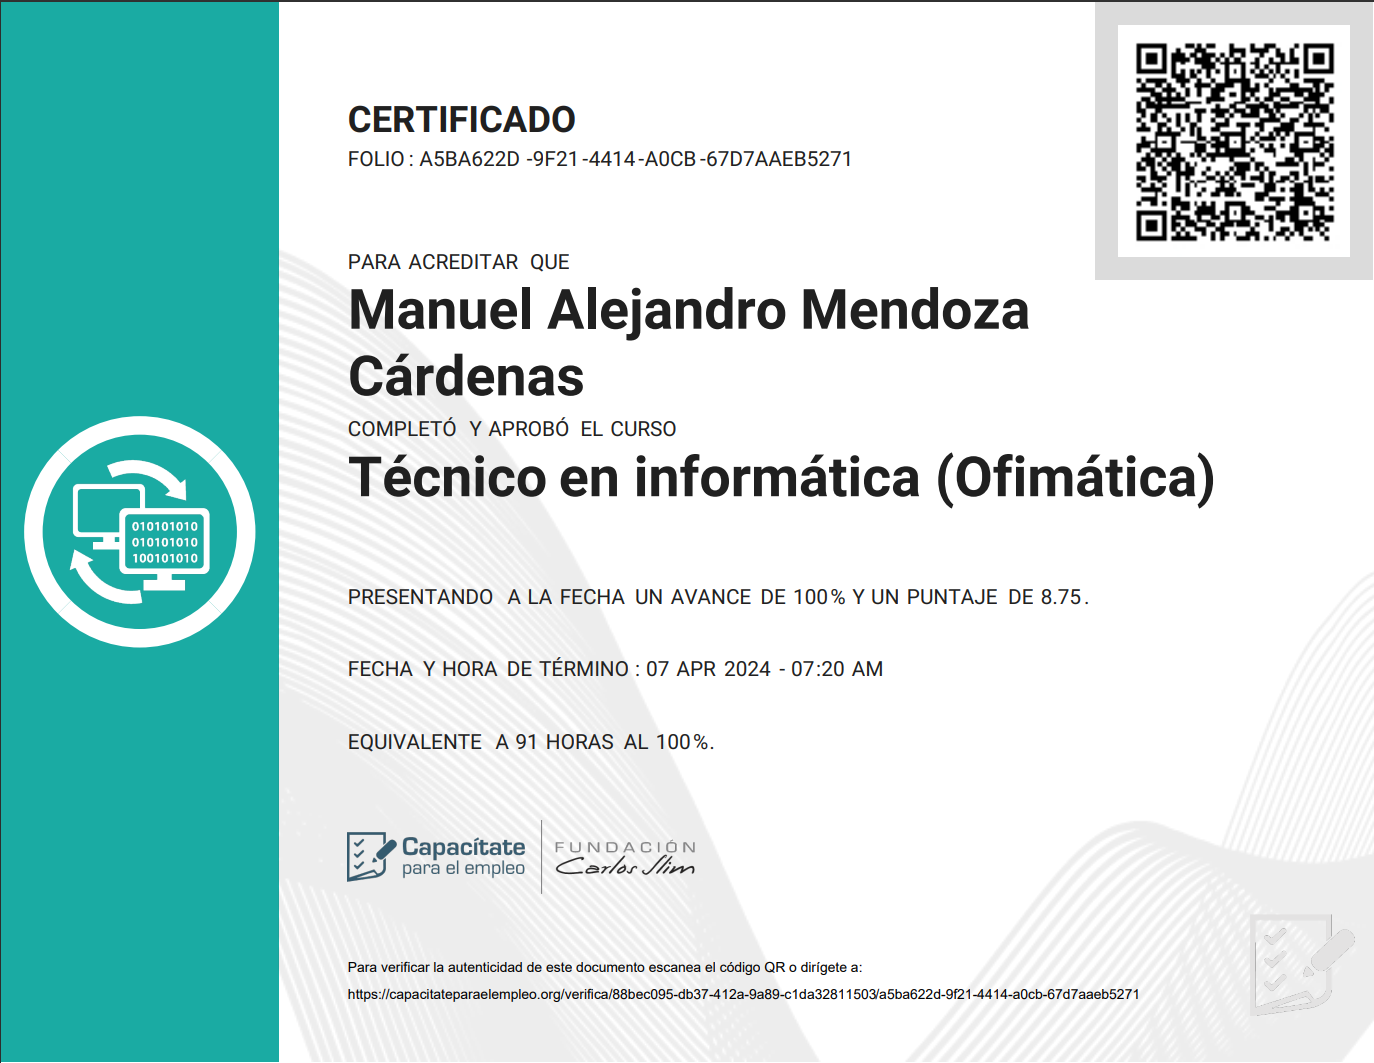 CERTIFICADO
FOLIO : A5BA622D -9F21 -4414 -A0CB -67D7AAEB5271
PARA ACREDITAR QUE
Manuel Alejandro Mendoza
Cárdenas
COMPLETÓ Y APROBÓ EL CURSO
Técnico en informática (Ofimática)
010101010
010101010
100101010
PRESENTANDO A LA FECHA UN AVANCE DE 100% Y UN PUNTAJE DE 8.75.
FECHA Y HORA DE TÉRMINO : 07 APR 2024 - 07:20 AM
EQUIVALENTE A 91 HORAS AL 100%.
Capacítate
para el empleo
FUNDACIÓN
Carlos Slim
Para verificar la autenticidad de este documento escanea el código QR o dirígete a:
https://capacitateparaelempleo.org/verifica/88bec095-db37-412a-9a89-c1da32811503/a5ba622d-9f21-4414-a0cb-67d7aaeb5271